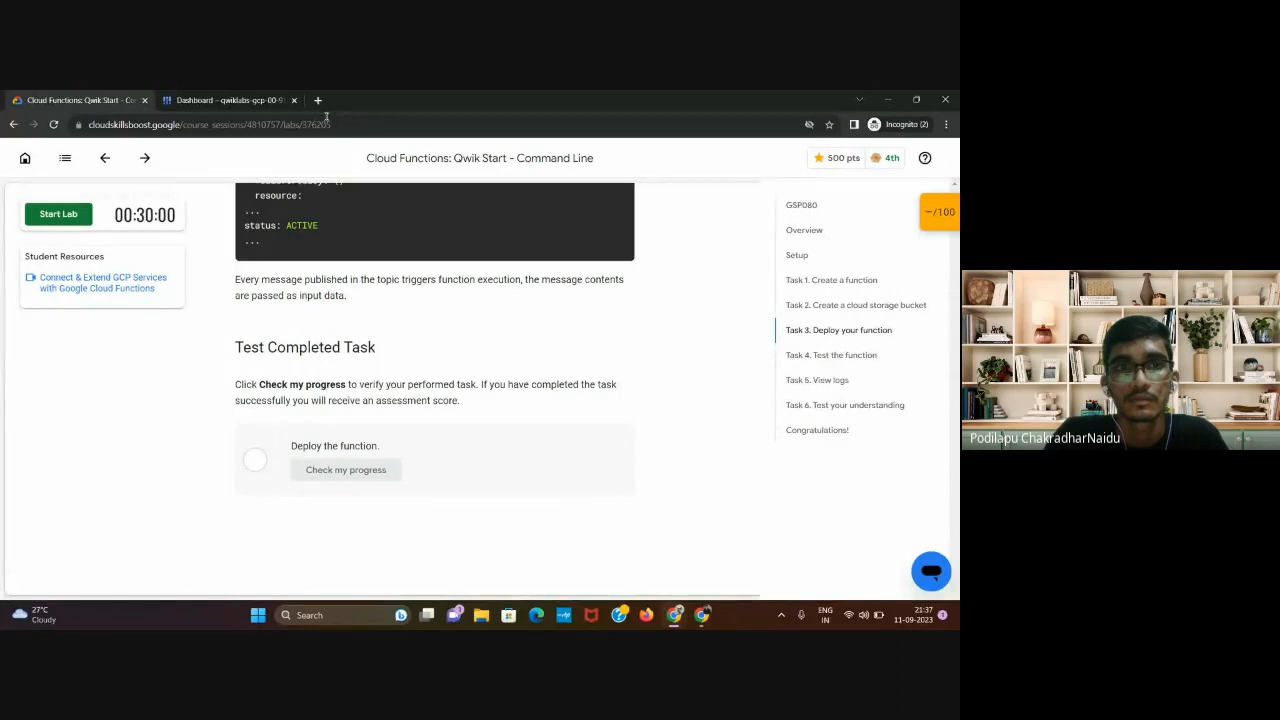 Cloud Functions: Qwik Start - Co
Dashboard – qwiklabs-gcp-00-9
cloudskillsboost.google/course_sessions/4810757/labs/376205
Incognito (2)
Cloud Functions: Qwik Start - Command Line
500 pts
4th
Start Lab
00:30:00
Student Resources
Connect & Extend GCP Services
with Google Cloud Functions
resource:
...
status: ACTIVE
...
Every message published in the topic triggers function execution, the message contents
are passed as input data.
Test Completed Task
Click Check my progress to verify your performed task. If you have completed the task
successfully you will receive an assessment score.
Deploy the function.
Check my progress
GSP080
Overview
Setup
Task 1. Create a function
Task 2. Create a cloud storage bucket
Task 3. Deploy your function
Task 4. Test the function
Task 5. View logs
Task 6. Test your understanding
Congratulations!
–/100
Podilapu ChakradharNaidu
27°C
Cloudy
Search
ENG
IN
21:37
11-09-2023